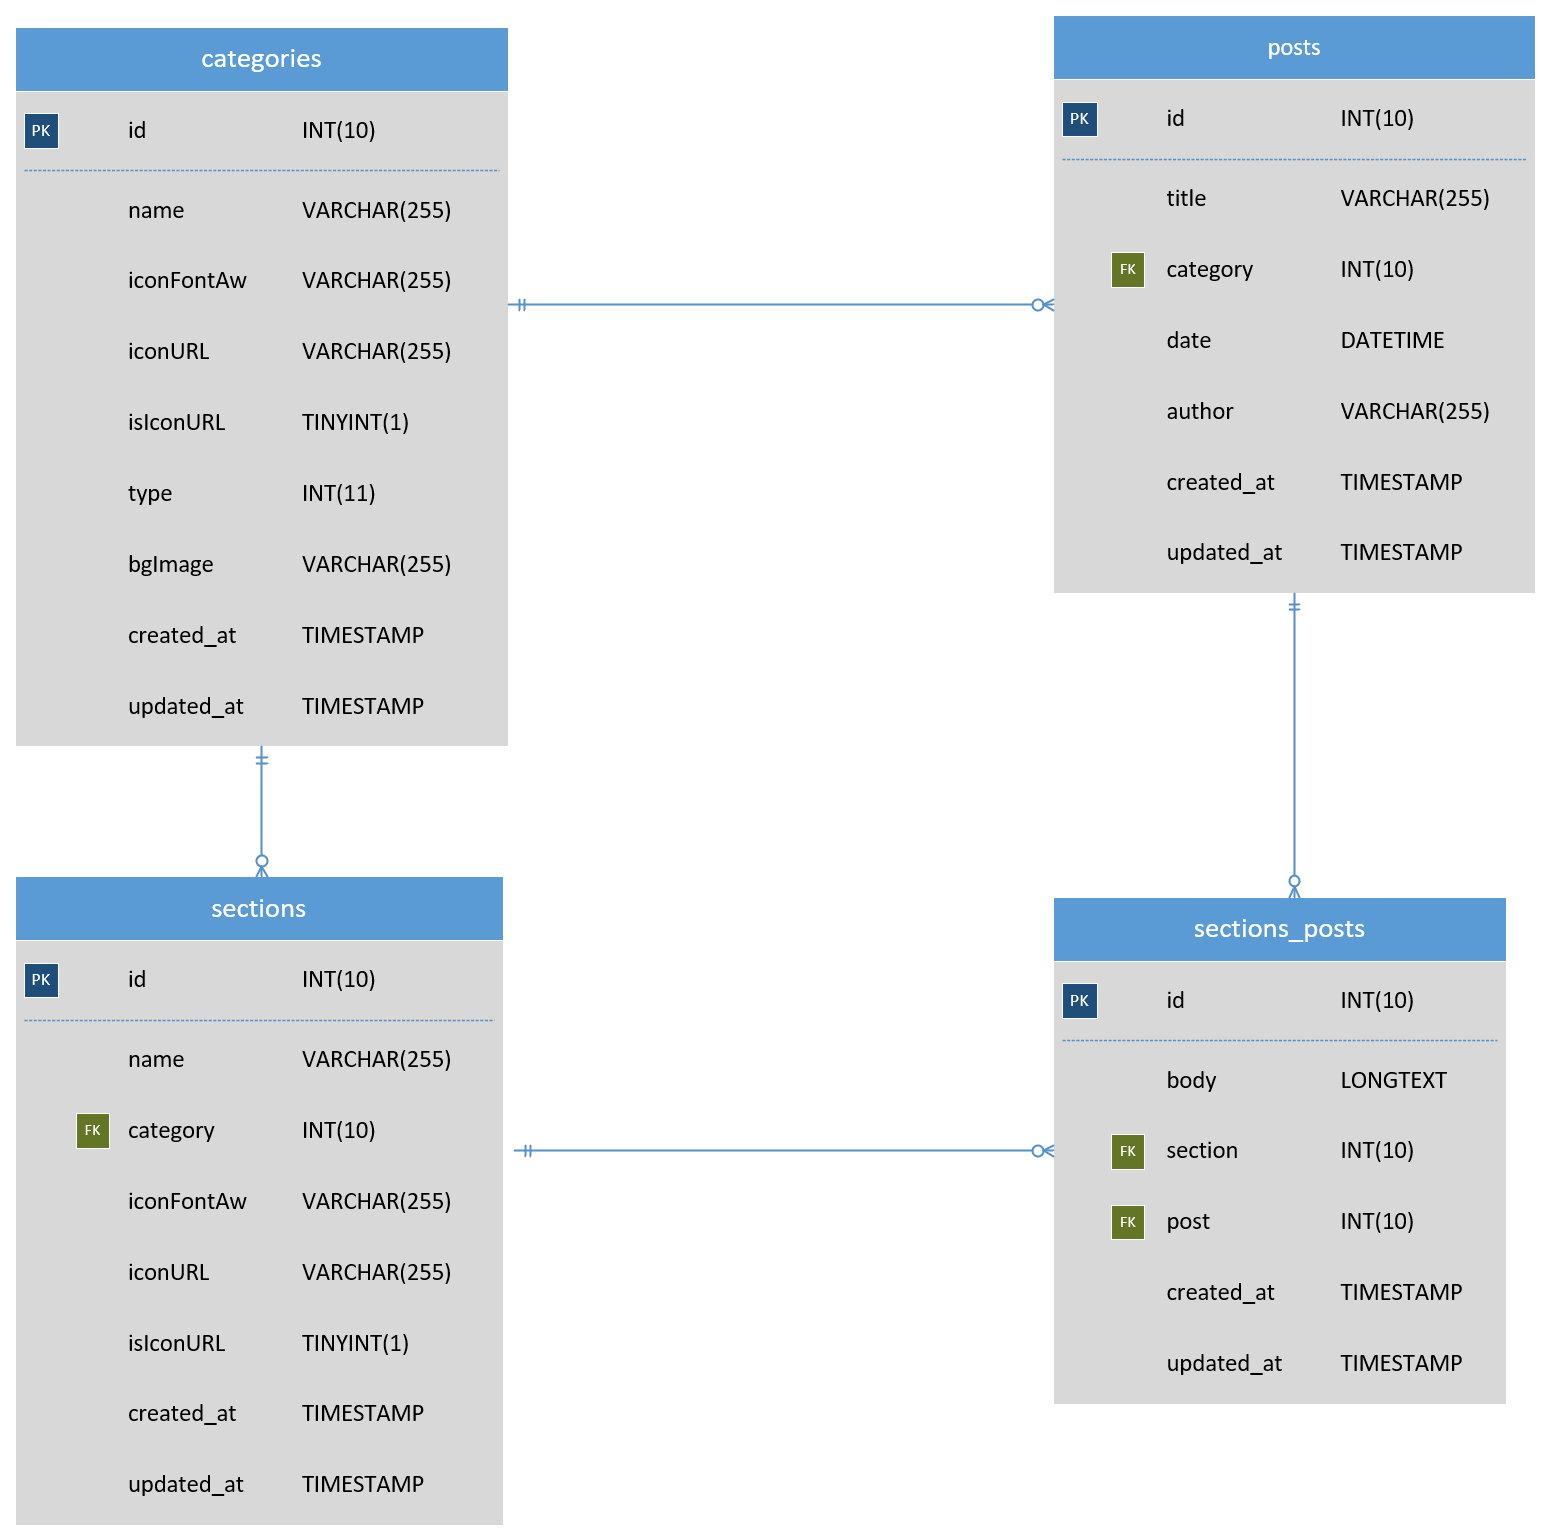 categories
PK id INT(10)
name VARCHAR(255)
iconFontAw VARCHAR(255)
iconURL VARCHAR(255)
isIconURL TINYINT(1)
type INT(11)
bgImage VARCHAR(255)
created_at TIMESTAMP
updated_at TIMESTAMP
posts
PK id INT(10)
title VARCHAR(255)
FK category INT(10)
date DATETIME
author VARCHAR(255)
created_at TIMESTAMP
updated_at TIMESTAMP
sections
PK id INT(10)
name VARCHAR(255)
FK category INT(10)
iconFontAw VARCHAR(255)
iconURL VARCHAR(255)
isIconURL TINYINT(1)
created_at TIMESTAMP
updated_at TIMESTAMP
sections_posts
PK id INT(10)
body LONGTEXT
FK section INT(10)
FK post INT(10)
created_at TIMESTAMP
updated_at TIMESTAMP